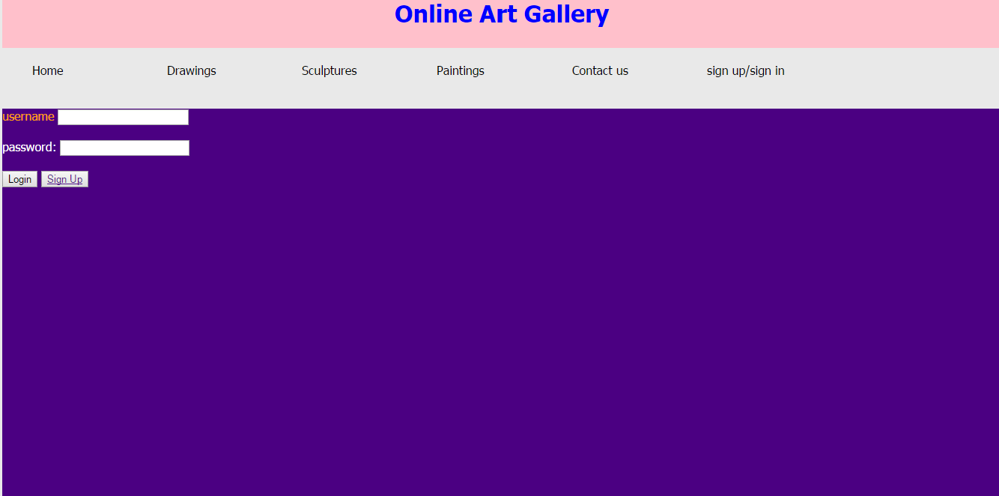 Online Art Gallery
Home Drawings Sculptures Paintings Contact us sign up/sign in
username
password:
Login Sign Up